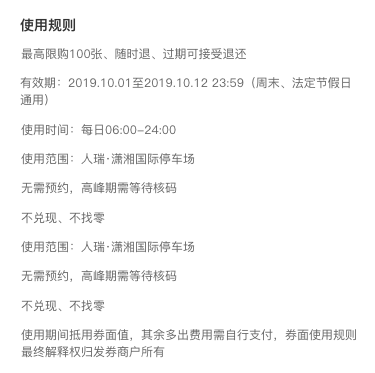 使用规则
最高限购100张、随时退、过期可接受退还
有效期：2019.10.01至2019.10.12 23:59（周末、法定节假日
通用）
使用时间：每日06:00-24:00
使用范围：人瑞·潇湘国际停车场
无需预约，高峰期需等待核码
不兑现、不找零
使用范围：人瑞·潇湘国际停车场
无需预约，高峰期需等待核码
不兑现、不找零
使用期间抵用券面值，其余多出费用需自行支付，券面使用规则
最终解释权归发券商户所有